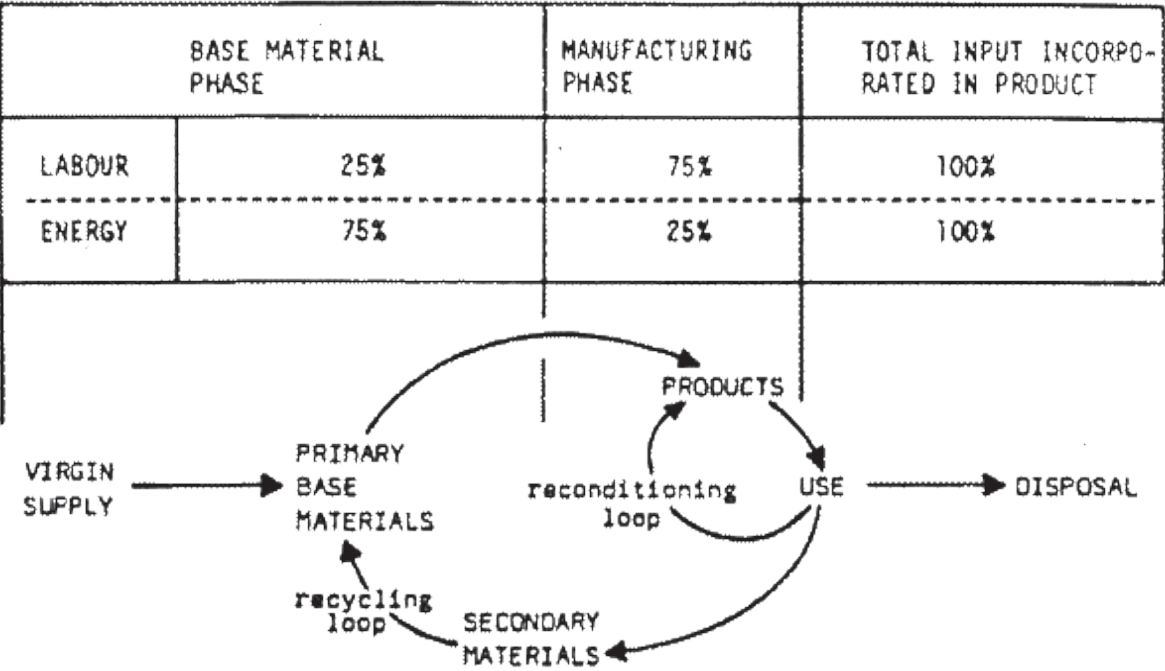 BASE MATERIAL
PHASE
MANUFACTURING
PHASE
TOTAL INPUT INCORPO-
RATED IN PRODUCT
LABOUR 25% 75% 100%
ENERGY 75% 25% 100%
PRODUCTS
VIRGIN
SUPPLY
PRIMARY
BASE
MATERIALS
reconditioning
loop
USE
DISPOSAL
recycling
loop
SECONDARY
MATERIALS